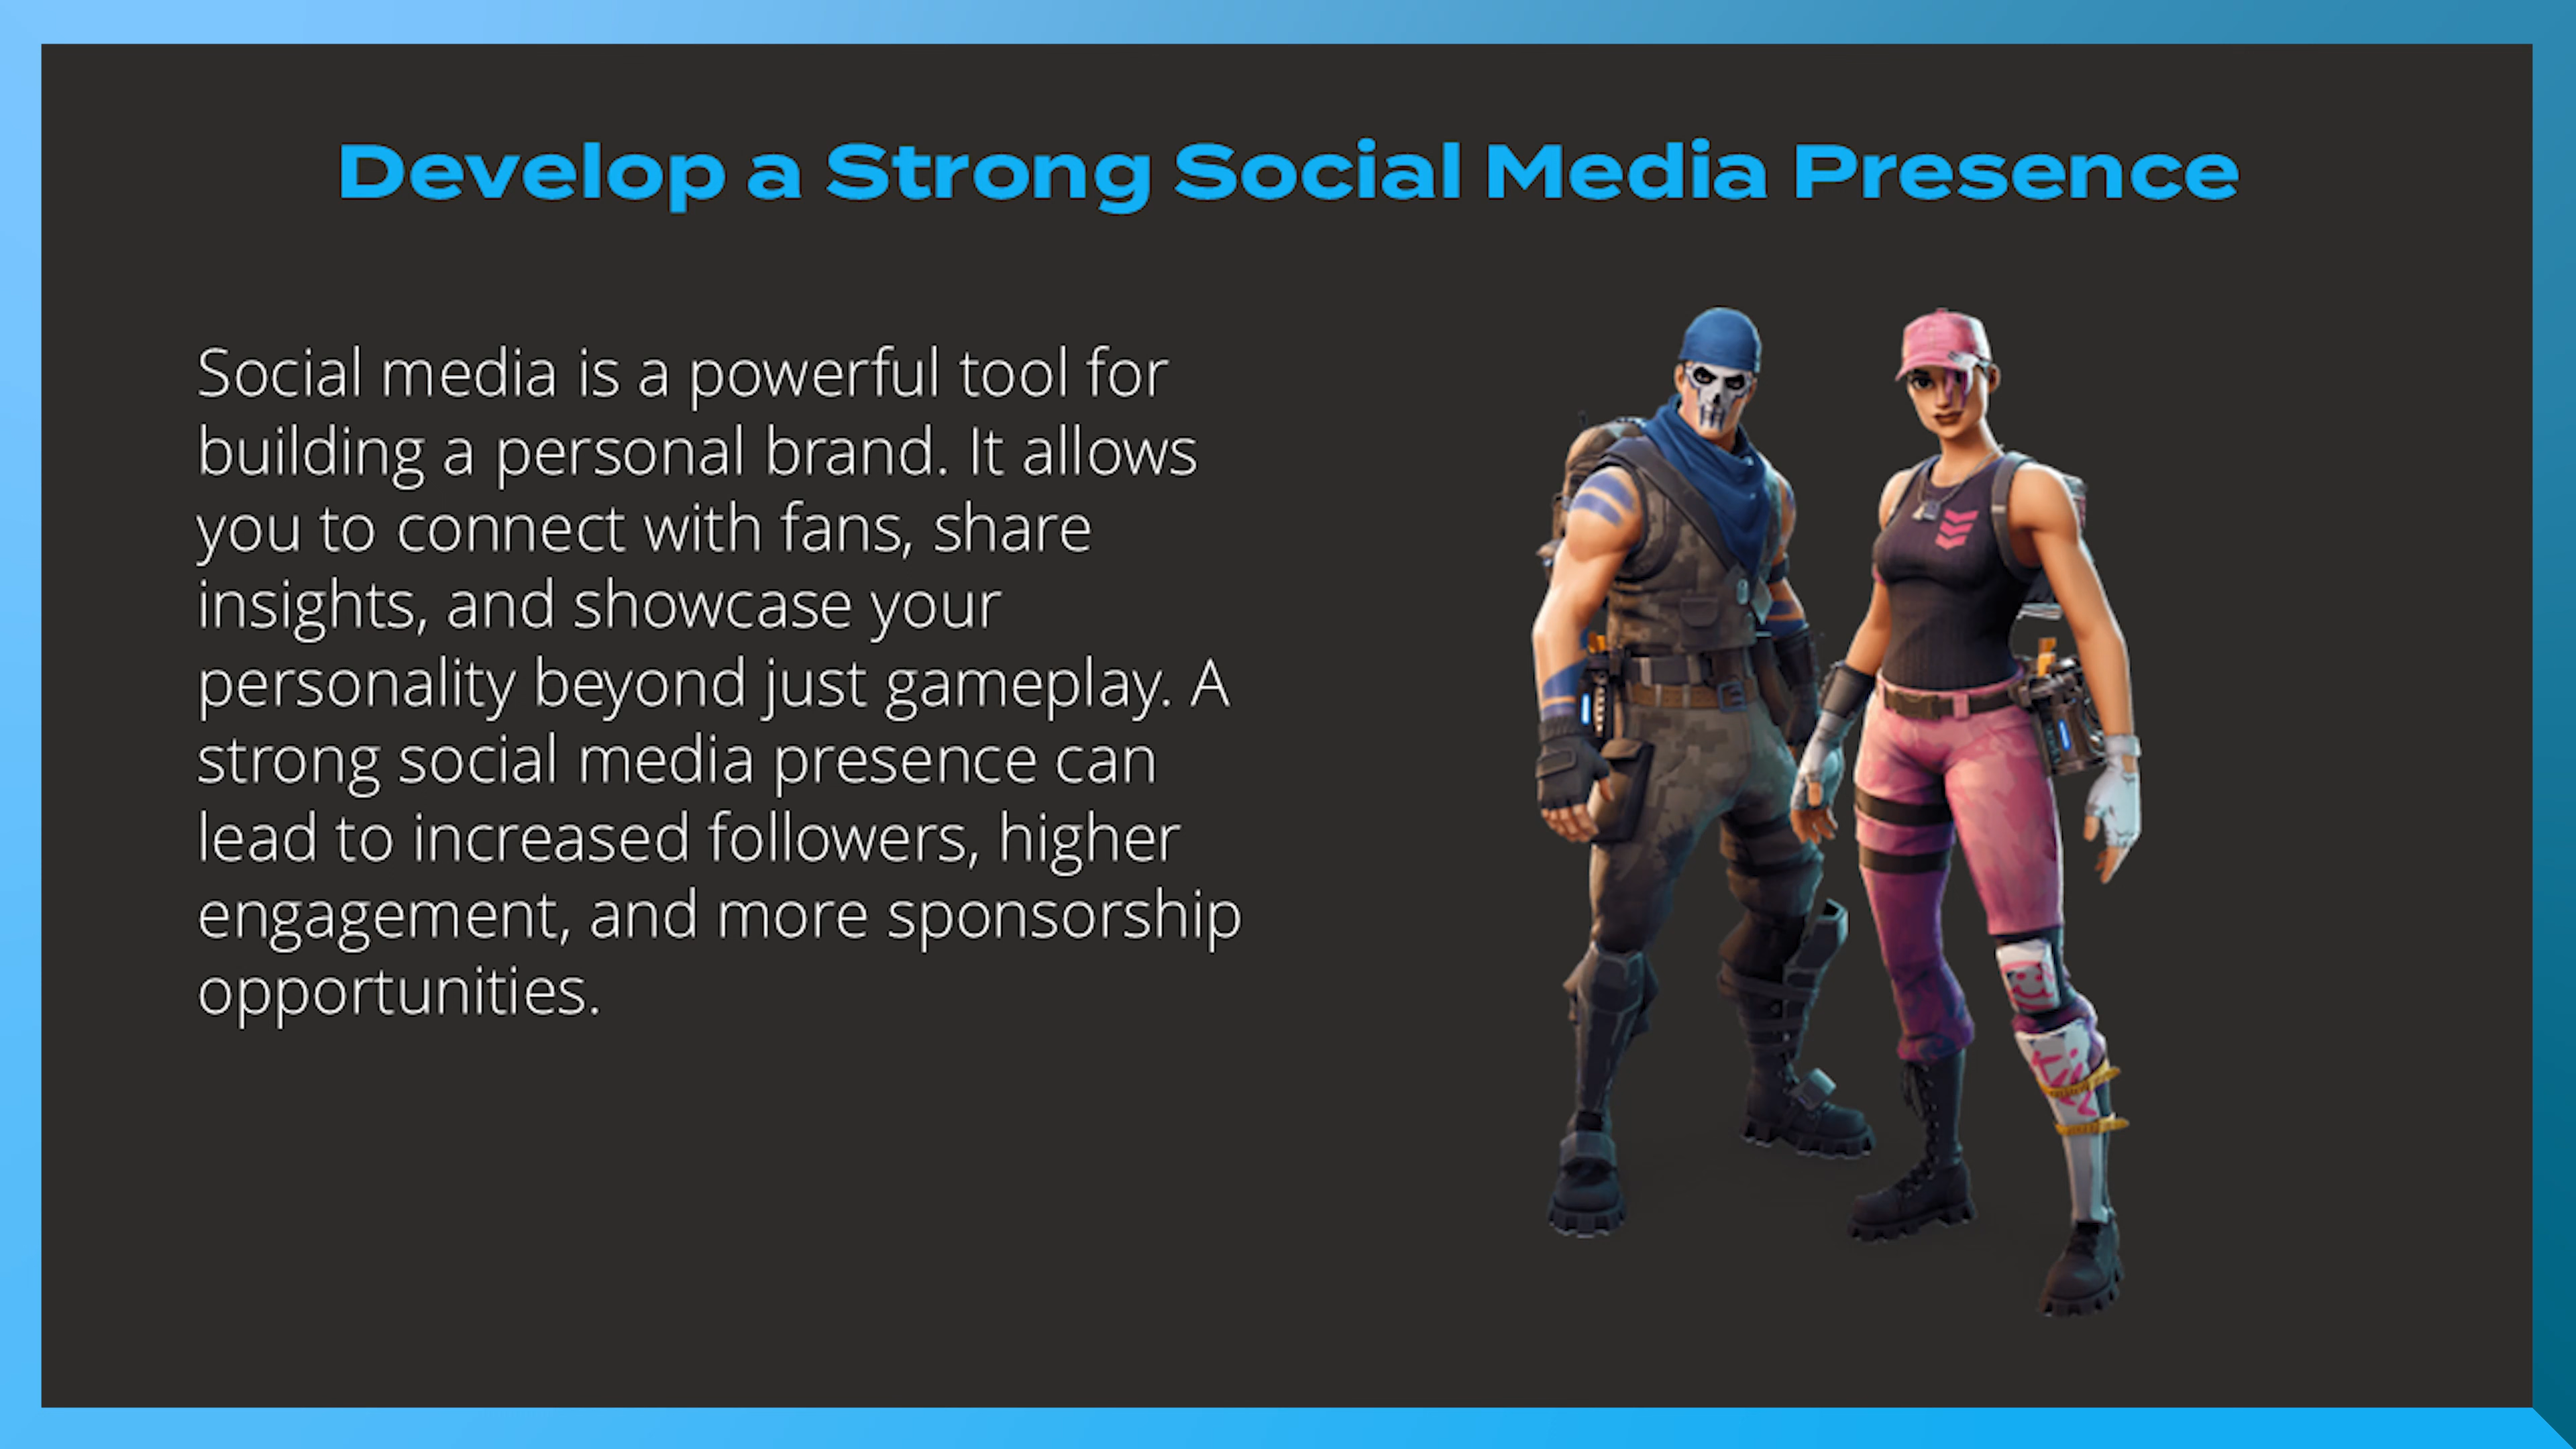 Develop a Strong Social Media Presence
Social media is a powerful tool for
building a personal brand. It allows
you to connect with fans, share
insights, and showcase your
personality beyond just gameplay. A
strong social media presence can
lead to increased followers, higher
engagement, and more sponsorship
opportunities.